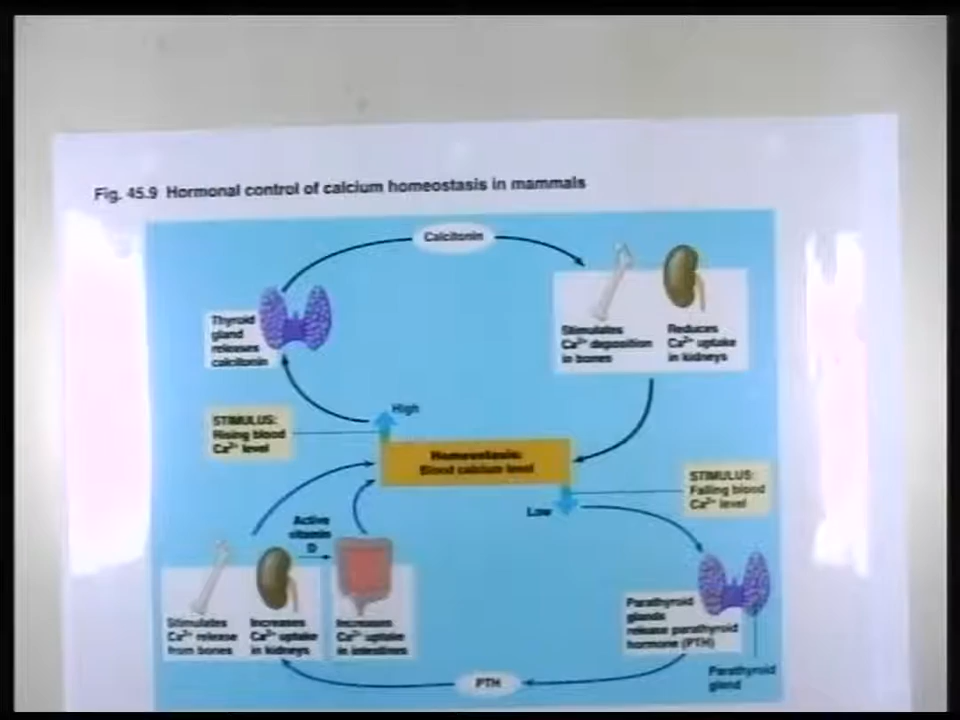 Fig. 45.9 Hormonal control of calcium homeostasis in mammals
Calcitonin
Thyroid
gland
releases
calcitonin
Stimulates
Ca²⁺ deposition
in bones
Reduces
Ca²⁺ uptake
in kidneys
High
STIMULUS:
Rising blood
Ca²⁺ level
Homeostasis:
Blood calcium level
STIMULUS:
Falling blood
Ca²⁺ level
Low
Active
vitamin
D
Stimulates
Ca²⁺ release
from bones
Increases
Ca²⁺ uptake
in kidneys
Increases
Ca²⁺ uptake
in intestines
Parathyroid
glands
release parathyroid
hormone (PTH)
Parathyroid
gland
PTH